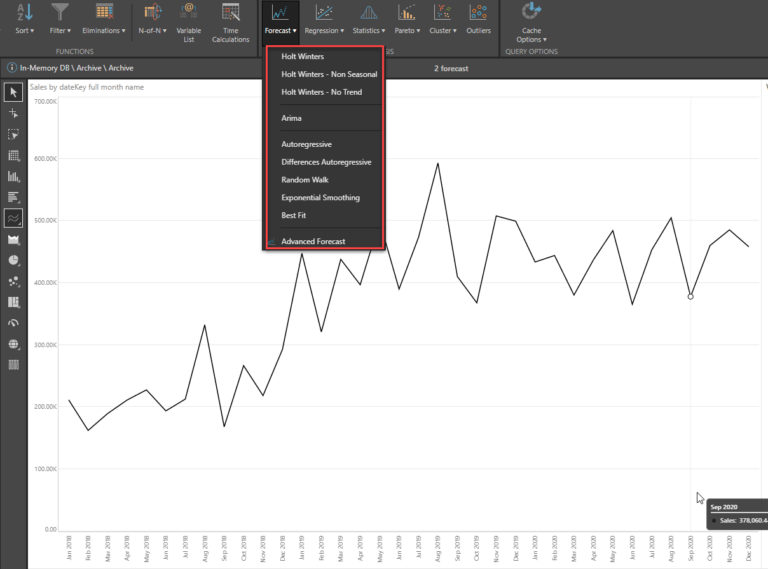 Sort ▾ Filter ▾ Eliminations ▾ N-of-N ▾ Variable List Time Calculations Forecast ▾ Regression ▾ Statistics ▾ Pareto ▾ Cluster ▾ Outliers Cache Options ▾
FUNCTIONS QUERY OPTIONS
In-Memory DB \ Archive \ Archive 2 forecast
Holt Winters
Holt Winters - Non Seasonal
Holt Winters - No Trend
Arima
Autoregressive
Differences Autoregressive
Random Walk
Exponential Smoothing
Best Fit
Advanced Forecast
Sales by dateKey full month name
700.00K
600.00K
500.00K
400.00K
300.00K
200.00K
100.00K
0.00
Sep 2020
Sales: 378,060.4
Jan 2018
Feb 2018
Mar 2018
Apr 2018
May 2018
Jun 2018
Jul 2018
Aug 2018
Sep 2018
Oct 2018
Nov 2018
Dec 2018
Jan 2019
Feb 2019
Mar 2019
Apr 2019
May 2019
Jun 2019
Jul 2019
Aug 2019
Sep 2019
Oct 2019
Nov 2019
Dec 2019
Jan 2020
Feb 2020
Mar 2020
Apr 2020
May 2020
Jun 2020
Jul 2020
Aug 2020
Sep 2020
Oct 2020
Nov 2020
Dec 2020